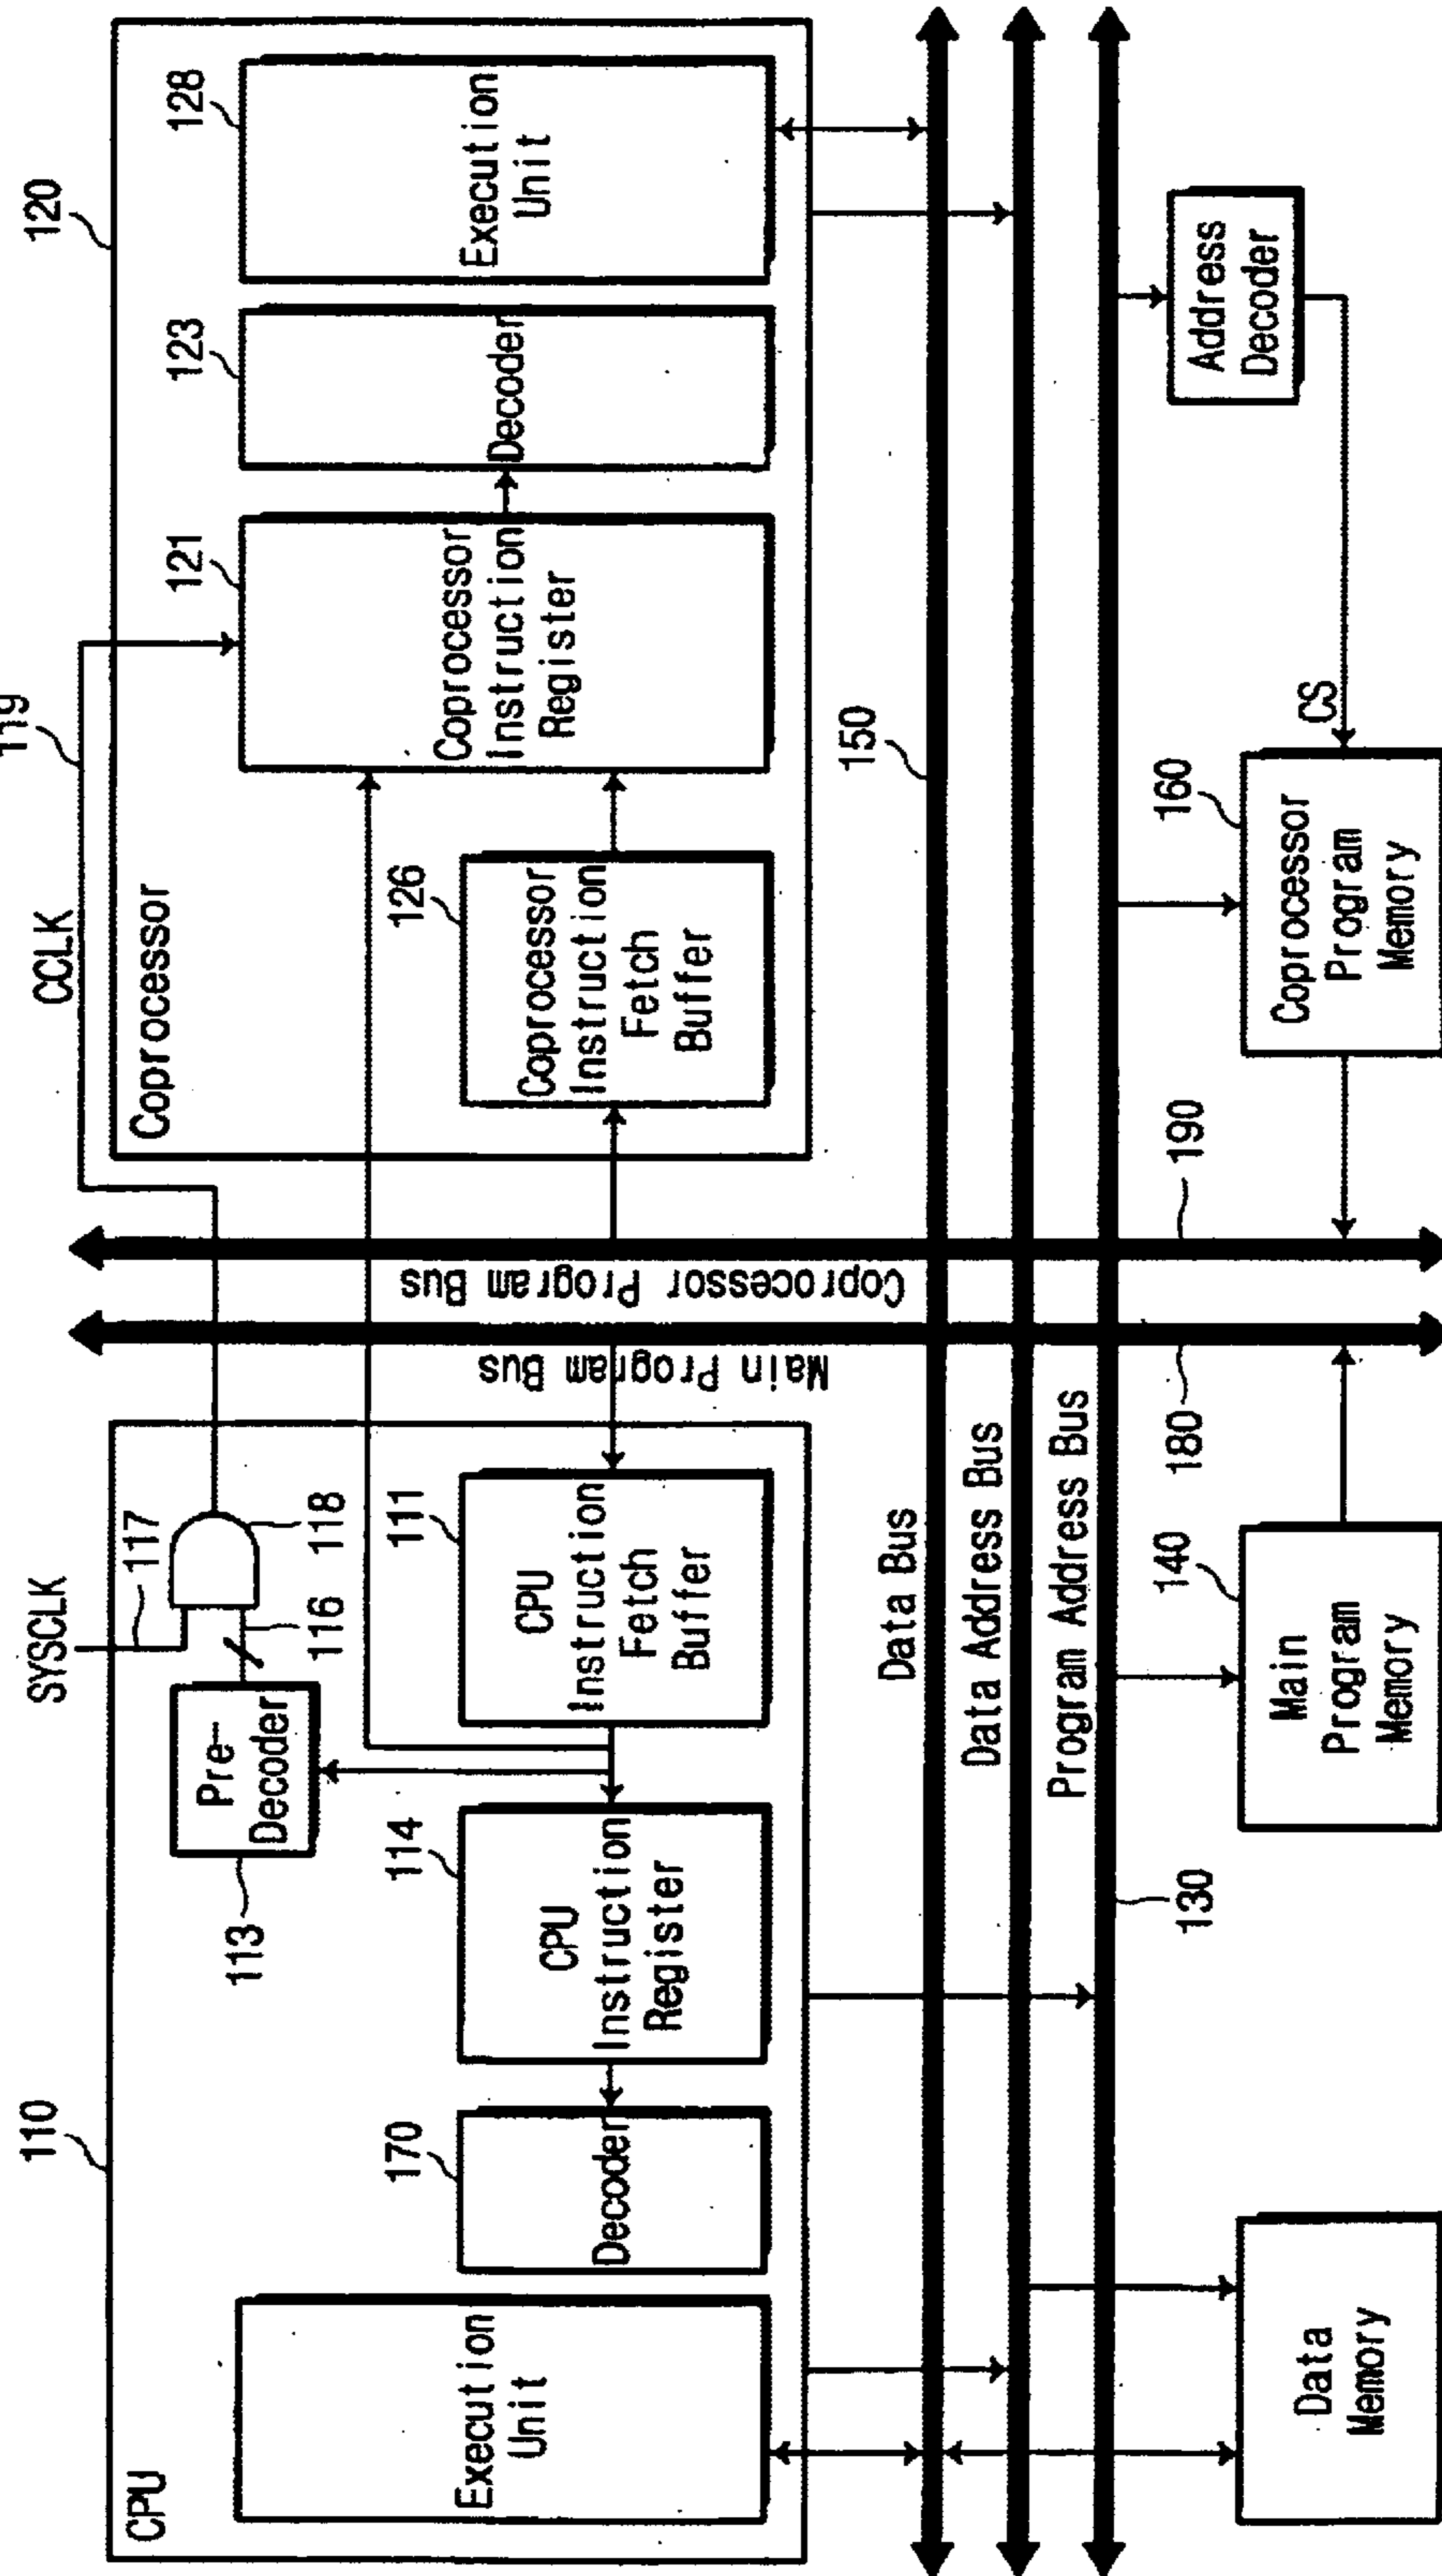 CPU
110
Execution
Unit
170
Decoder
114
CPU
Instruction
Register
113
Pre-
Decoder
SYSCLK
117
116
118
111
CPU
Instruction
Fetch
Buffer
Main Program Bus
Coprocessor Program Bus
CCLK
119
Coprocessor
120
126
Coprocessor
Instruction
Fetch
Buffer
121
Coprocessor
Instruction
Register
123
Decoder
128
Execution
Unit
Data Bus
150
Data Address Bus
Program Address Bus
130
Data
Memory
140
Main
Program
Memory
180
190
160
Coprocessor
Program
Memory
CS
Address
Decoder